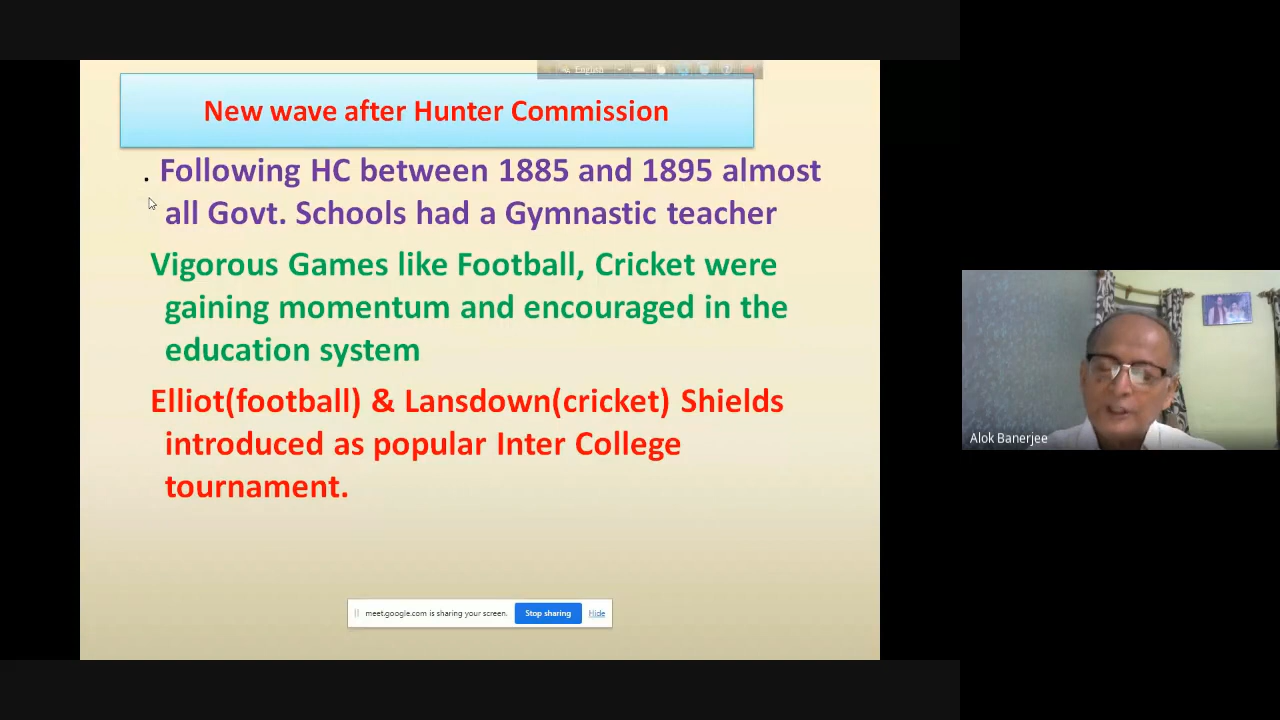 English
New wave after Hunter Commission
. Following HC between 1885 and 1895 almost
all Govt. Schools had a Gymnastic teacher
Vigorous Games like Football, Cricket were
gaining momentum and encouraged in the
education system
Elliot(football) & Lansdown(cricket) Shields
introduced as popular Inter College
tournament.
meet.google.com is sharing your screen. Stop sharing Hide
Alok Banerjee